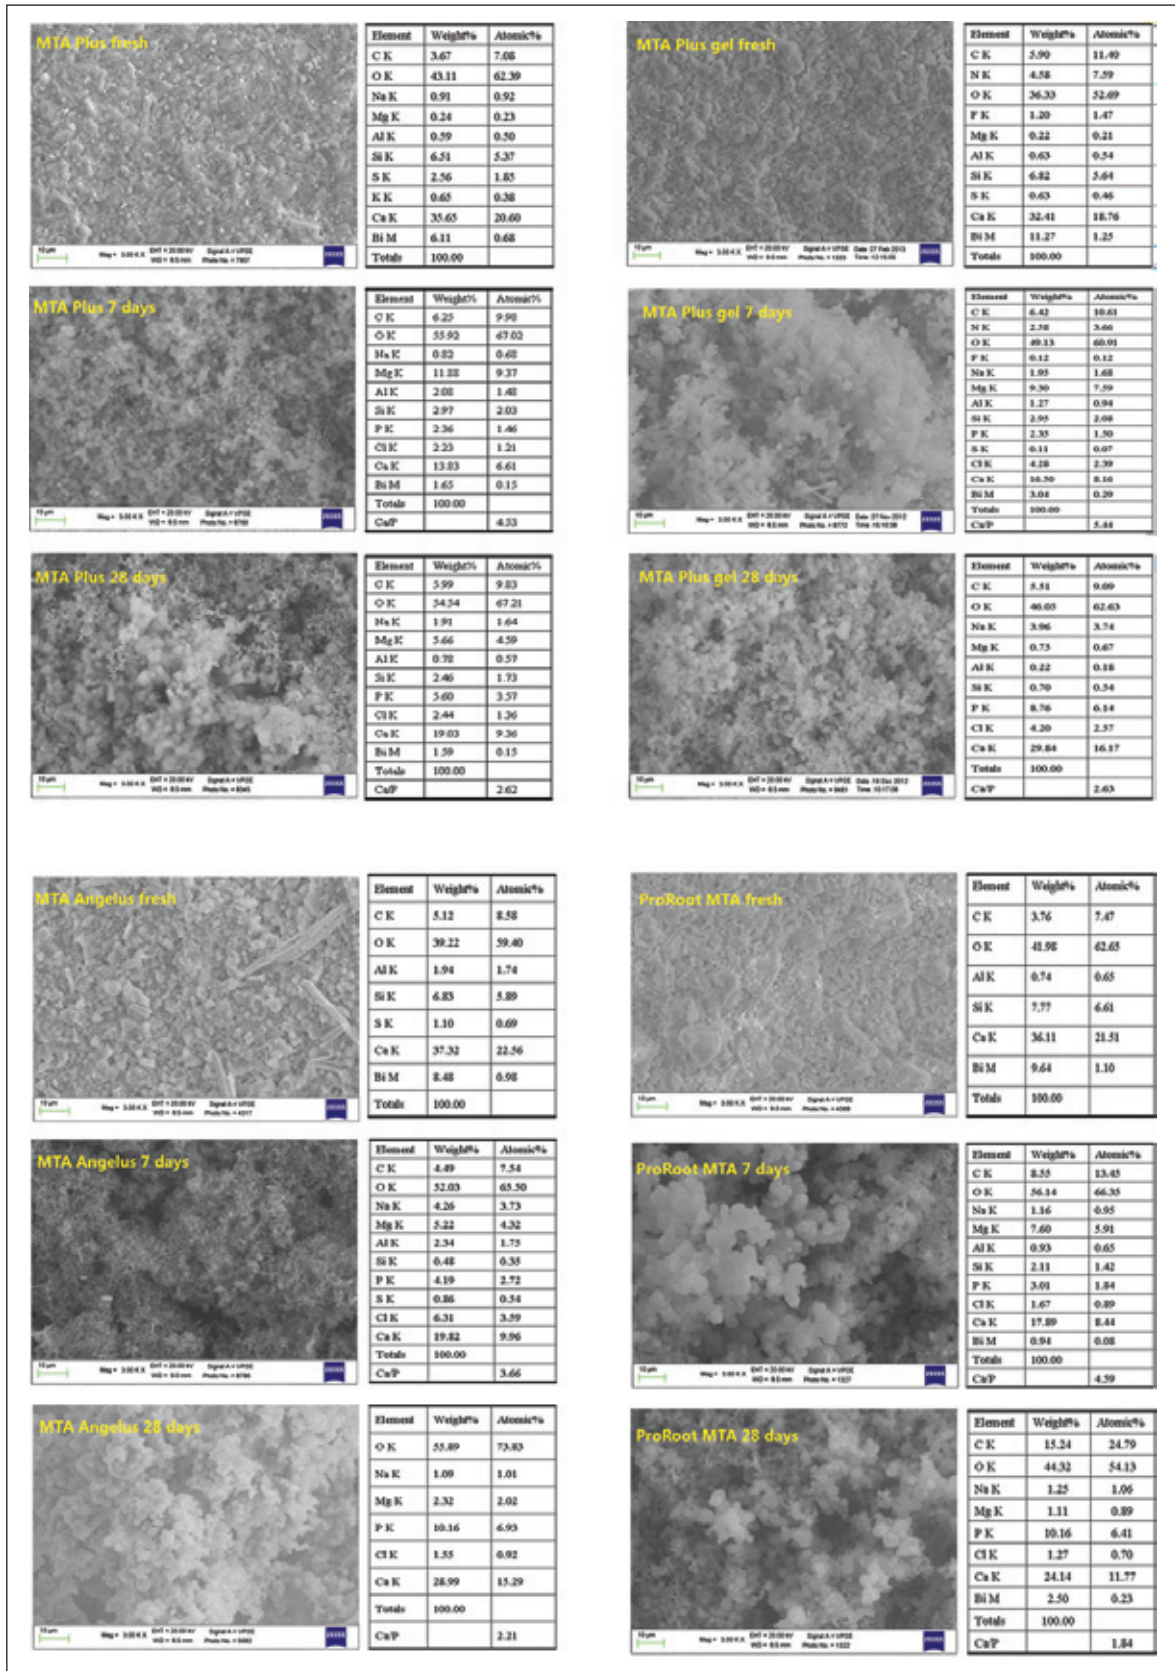 MTA Plus fresh
Element Weight% Atomic%
C K 3.67 7.08
O K 43.11 62.39
Na K 0.91 0.92
Mg K 0.24 0.23
Al K 0.59 0.50
Si K 6.51 5.37
S K 2.56 1.85
K K 0.65 0.38
Ca K 35.65 20.60
Bi M 6.11 0.68
Totals 100.00
10 µm
Mag = 3.00 K X
EHT = 20.00 kV
Signal A = VPSE
ZEISS
MTA Plus gel fresh
Element Weight% Atomic%
C K 5.90 11.40
N K 4.58 7.59
O K 36.33 52.69
F K 1.20 1.47
Mg K 0.22 0.21
Al K 0.63 0.54
Si K 6.82 5.64
S K 0.63 0.46
Ca K 32.41 18.76
Bi M 11.27 1.25
Totals 100.00
MTA Plus 7 days
Element Weight% Atomic%
C K 6.25 9.98
O K 55.92 67.02
Na K 0.82 0.68
Mg K 11.88 9.37
Al K 2.08 1.48
Si K 2.97 2.03
P K 2.36 1.46
Cl K 2.23 1.21
Ca K 13.83 6.61
Bi M 1.65 0.15
Totals 100.00
Ca/P 4.53
MTA Plus gel 7 days
Element Weight% Atomic%
C K 6.42 10.61
N K 2.58 3.66
O K 49.13 60.91
F K 0.12 0.12
Na K 1.95 1.68
Mg K 9.30 7.59
Al K 1.27 0.94
Si K 2.95 2.08
P K 2.35 1.50
S K 0.11 0.07
Cl K 4.28 2.39
Ca K 16.50 8.16
Bi M 3.04 0.29
Totals 100.00
Ca/P 5.44
MTA Plus 28 days
Element Weight% Atomic%
C K 5.99 9.83
O K 54.54 67.21
Na K 1.91 1.64
Mg K 5.66 4.59
Al K 0.78 0.57
Si K 2.46 1.73
P K 5.60 3.57
Cl K 2.44 1.36
Ca K 19.03 9.36
Bi M 1.59 0.15
Totals 100.00
Ca/P 2.62
MTA Plus gel 28 days
Element Weight% Atomic%
C K 5.51 9.09
O K 46.05 62.63
Na K 3.96 3.74
Mg K 0.73 0.67
Al K 0.22 0.18
Si K 0.70 0.54
P K 8.76 6.14
Cl K 4.20 2.57
Ca K 29.84 16.17
Totals 100.00
Ca/P 2.63
MTA Angelus fresh
Element Weight% Atomic%
C K 5.12 8.58
O K 39.22 59.40
Al K 1.94 1.74
Si K 6.83 5.89
S K 1.10 0.69
Ca K 37.32 22.56
Bi M 8.48 0.98
Totals 100.00
ProRoot MTA fresh
Element Weight% Atomic%
C K 3.76 7.47
O K 41.98 62.65
Al K 0.74 0.65
Si K 7.77 6.61
Ca K 36.11 21.51
Bi M 9.64 1.10
Totals 100.00
MTA Angelus 7 days
Element Weight% Atomic%
C K 4.49 7.54
O K 52.03 65.50
Na K 4.26 3.73
Mg K 5.22 4.32
Al K 2.34 1.75
Si K 0.48 0.35
P K 4.19 2.72
S K 0.86 0.54
Cl K 6.31 3.59
Ca K 19.82 9.96
Totals 100.00
Ca/P 3.66
ProRoot MTA 7 days
Element Weight% Atomic%
C K 8.55 13.45
O K 56.14 66.35
Na K 1.16 0.95
Mg K 7.60 5.91
Al K 0.93 0.65
Si K 2.11 1.42
P K 3.01 1.84
Cl K 1.67 0.89
Ca K 17.89 8.44
Bi M 0.94 0.08
Totals 100.00
Ca/P 4.59
MTA Angelus 28 days
Element Weight% Atomic%
O K 55.89 73.83
Na K 1.09 1.01
Mg K 2.32 2.02
P K 10.16 6.93
Cl K 1.55 0.92
Ca K 28.99 15.29
Totals 100.00
Ca/P 2.21
ProRoot MTA 28 days
Element Weight% Atomic%
C K 15.24 24.79
O K 44.32 54.13
Na K 1.25 1.06
Mg K 1.11 0.89
P K 10.16 6.41
Cl K 1.27 0.70
Ca K 24.14 11.77
Bi M 2.50 0.23
Totals 100.00
Ca/P 1.84